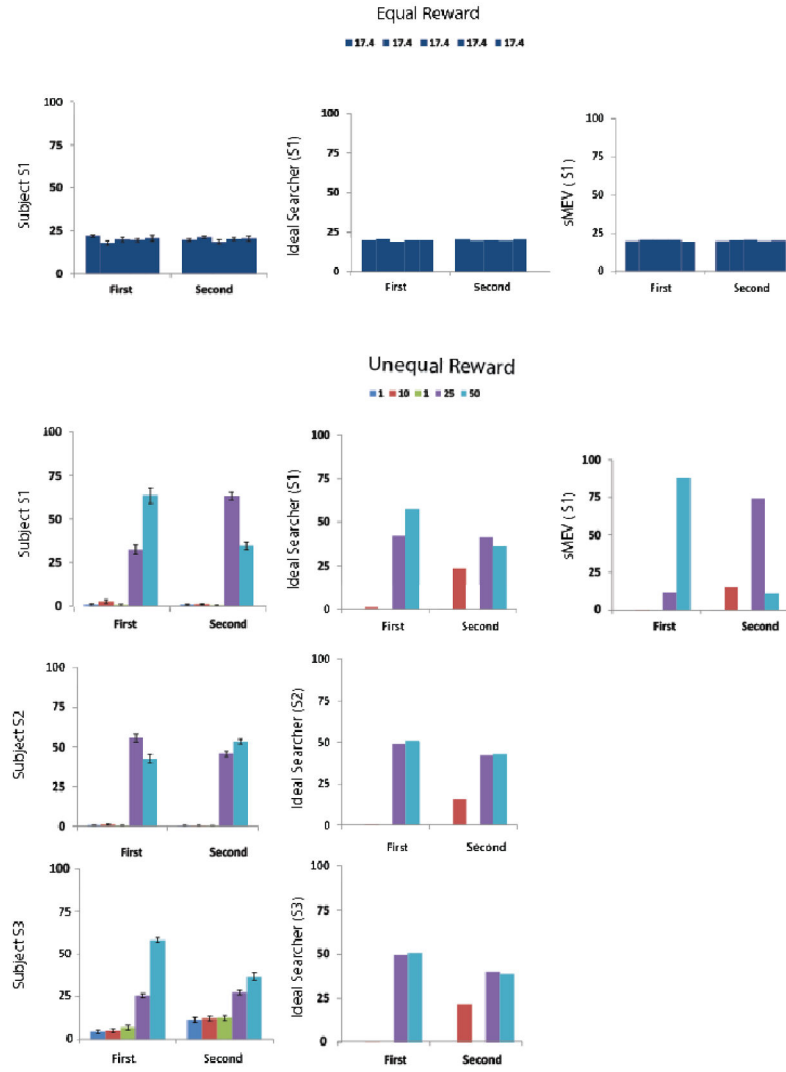 Equal Reward
17.4 17.4 17.4 17.4 17.4
Subject S1
100
75
50
25
0
First Second
Ideal Searcher (S1)
100
75
50
25
0
First Second
sMEV ( S1)
100
75
50
25
0
First Second
Unequal Reward
1 10 1 25 50
Subject S1
100
75
50
25
0
First Second
Ideal Searcher (S1)
100
75
50
25
0
First Second
sMEV ( S1)
100
75
50
25
0
First Second
Subject S2
100
75
50
25
0
First Second
Ideal Searcher (S2)
100
75
50
25
0
First Second
Subject S3
100
75
50
25
0
First. Second
Ideal Searcher (S3)
100
75
50
25
0
First Second